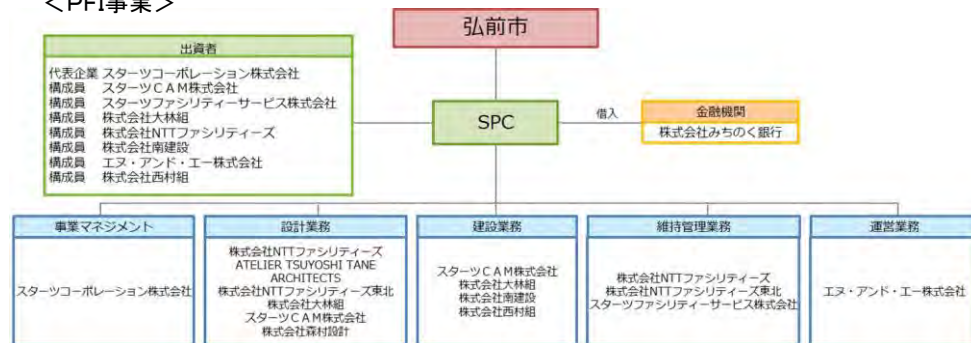 ＜PFI事業＞
弘前市
出資者
代表企業 スターツコーポレーション株式会社
構成員 スターツＣＡＭ株式会社
構成員 スターツファシリティーサービス株式会社
構成員 株式会社大林組
構成員 株式会社NTTファシリティーズ
構成員 株式会社南建設
構成員 エヌ・アンド・エー株式会社
構成員 株式会社西村組
SPC
借入
金融機関
株式会社みちのく銀行
事業マネジメント
スターツコーポレーション株式会社
設計業務
株式会社NTTファシリティーズ
ATELIER TSUYOSHI TANE
ARCHITECTS
株式会社NTTファシリティーズ東北
株式会社大林組
スターツＣＡＭ株式会社
株式会社森村設計
建設業務
スターツＣＡＭ株式会社
株式会社大林組
株式会社南建設
株式会社西村組
維持管理業務
株式会社NTTファシリティーズ
株式会社NTTファシリティーズ東北
スターツファシリティーサービス株式会社
運営業務
エヌ・アンド・エー株式会社